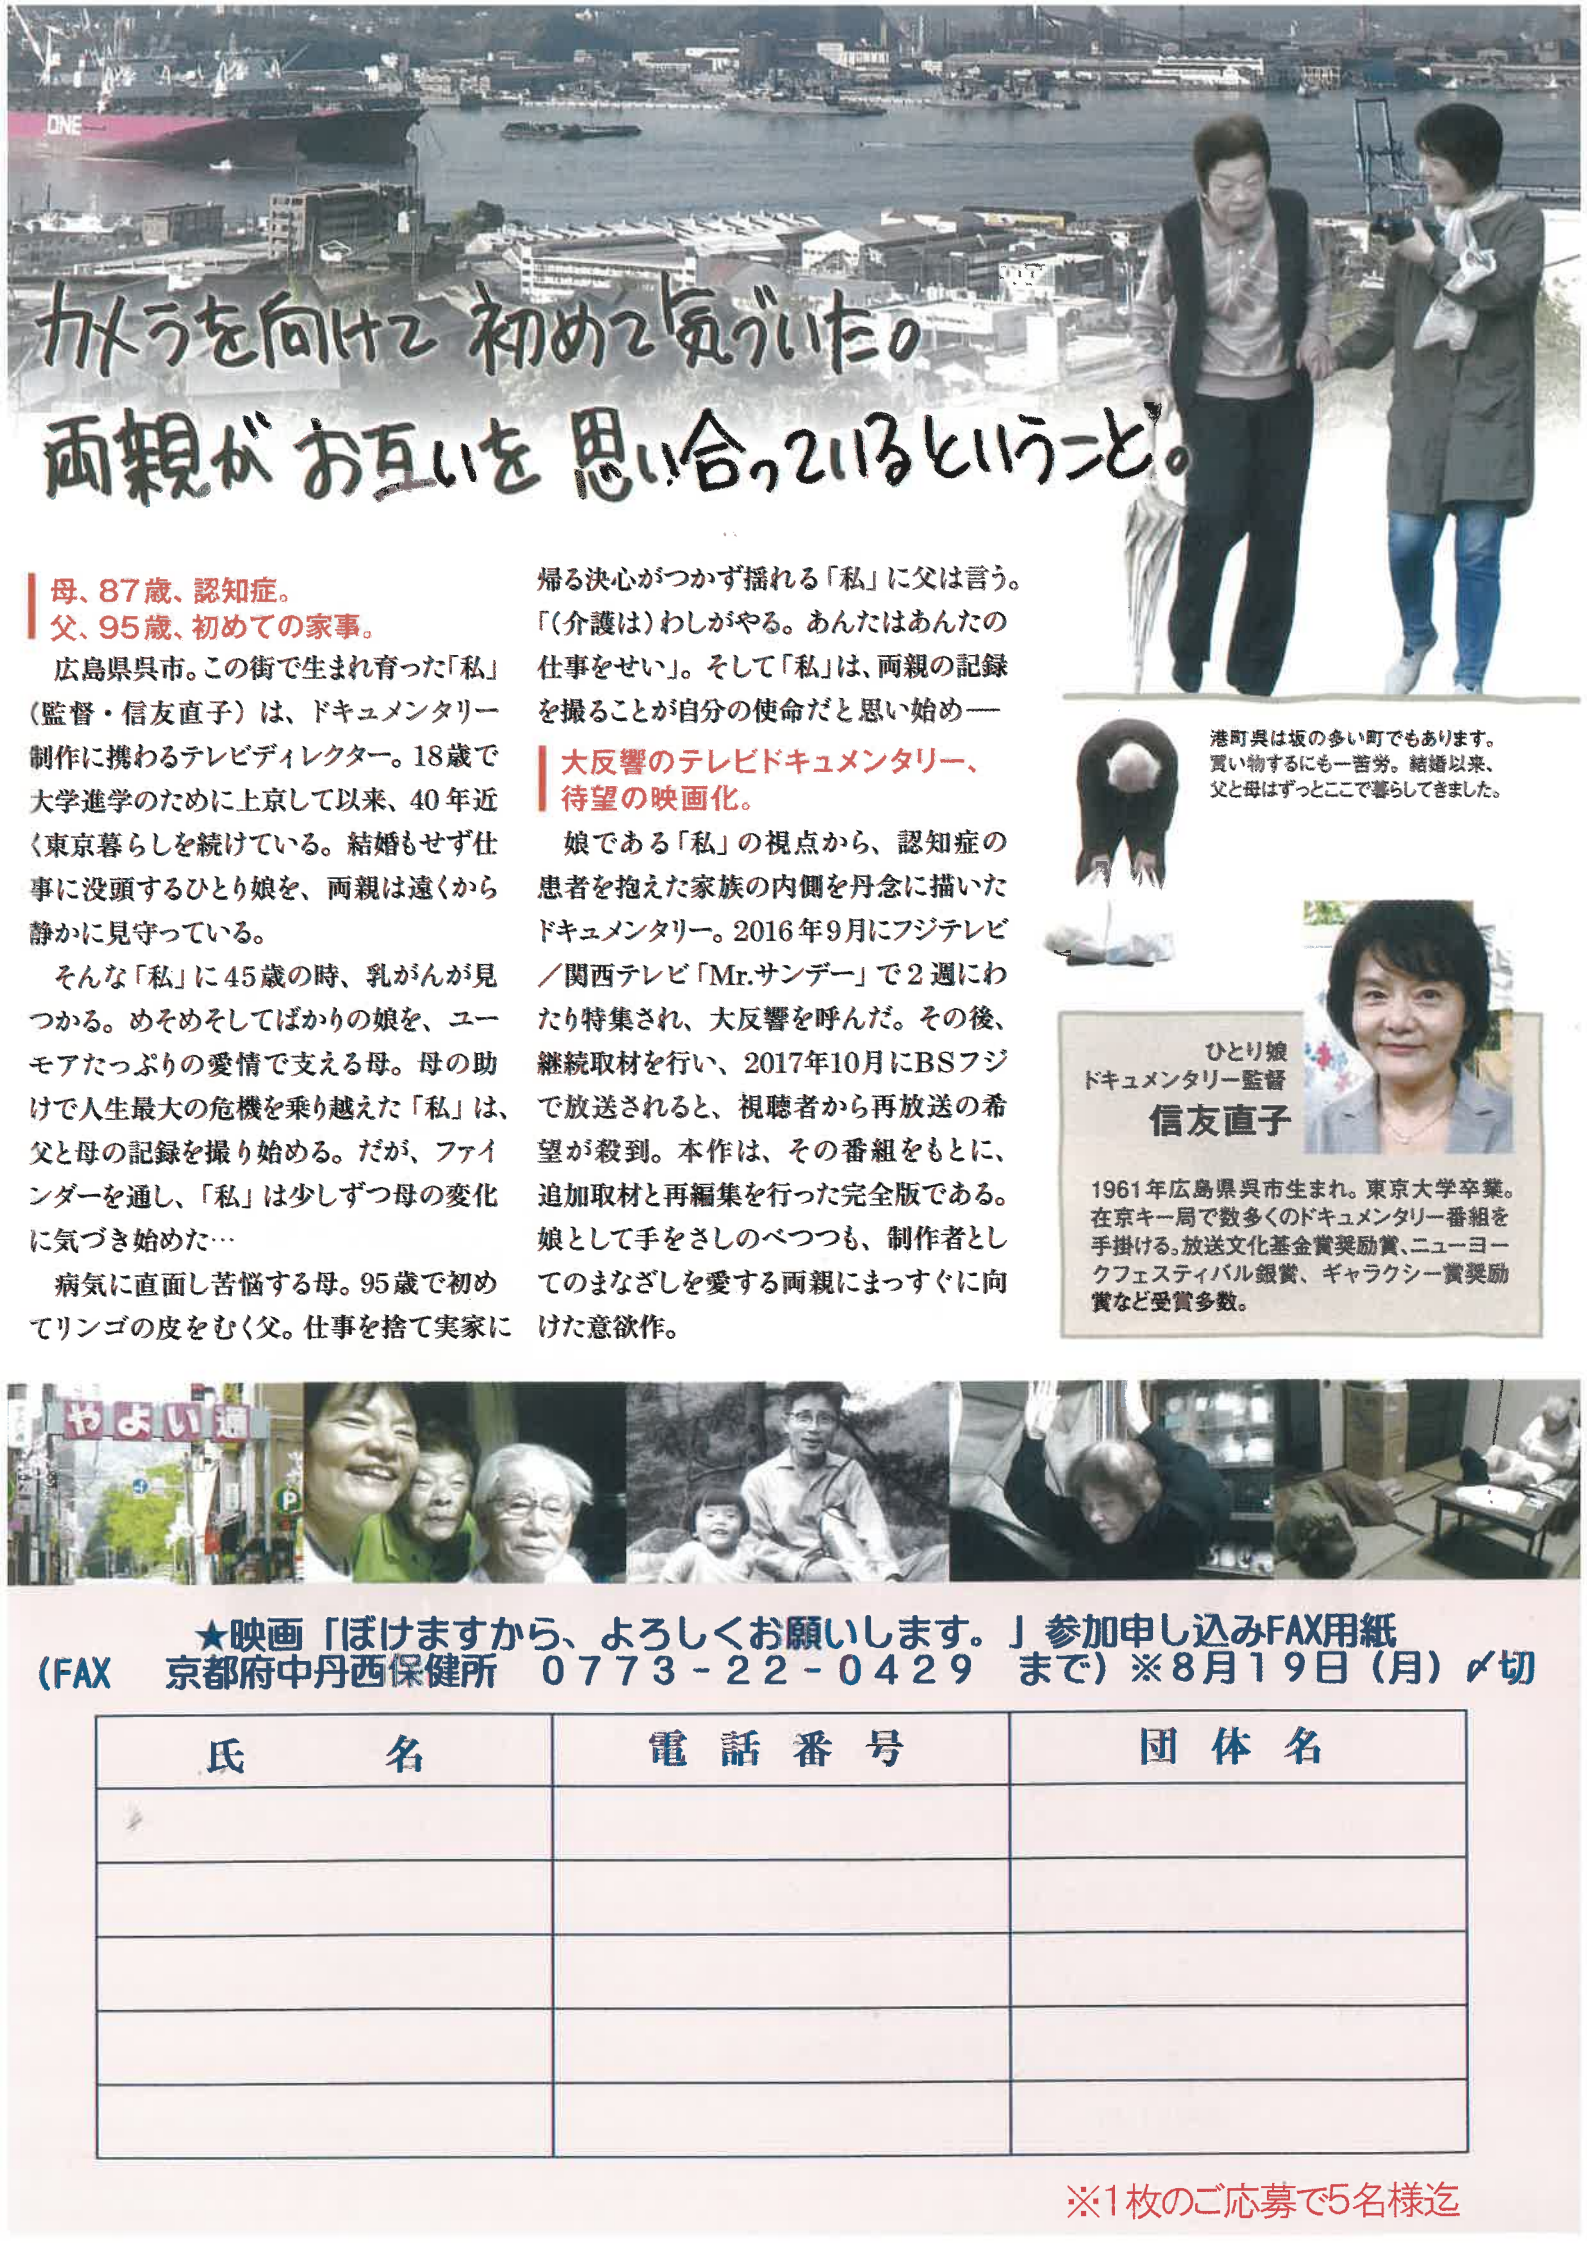 ONE
カメラを向けて 初めて気づいた。
両親が お互いを 思い合っているということ。
母、87歳、認知症。
父、95歳、初めての家事。
広島県呉市。この街で生まれ育った「私」
（監督・信友直子）は、ドキュメンタリー
制作に携わるテレビディレクター。18歳で
大学進学のために上京して以来、40年近
く東京暮らしを続けている。結婚もせず仕
事に没頭するひとり娘を、両親は遠くから
静かに見守っている。
そんな「私」に45歳の時、乳がんが見
つかる。めそめそしてばかりの娘を、ユー
モアたっぷりの愛情で支える母。母の助
けで人生最大の危機を乗り越えた「私」は、
父と母の記録を撮り始める。だが、ファイ
ンダーを通し、「私」は少しずつ母の変化
に気づき始めた…
病気に直面し苦悩する母。95歳で初め
てリンゴの皮をむく父。仕事を捨て実家に
帰る決心がつかず揺れる「私」に父は言う。
「（介護は）わしがやる。あんたはあんたの
仕事をせい」。そして「私」は、両親の記録
を撮ることが自分の使命だと思い始め―
大反響のテレビドキュメンタリー、
待望の映画化。
娘である「私」の視点から、認知症の
患者を抱えた家族の内側を丹念に描いた
ドキュメンタリー。2016年9月にフジテレビ
／関西テレビ「Mr.サンデー」で2週にわ
たり特集され、大反響を呼んだ。その後、
継続取材を行い、2017年10月にBSフジ
で放送されると、視聴者から再放送の希
望が殺到。本作は、その番組をもとに、
追加取材と再編集を行った完全版である。
娘として手をさしのべつつも、制作者とし
てのまなざしを愛する両親にまっすぐに向
けた意欲作。
港町呉は坂の多い町でもあります。
買い物するにも一苦労。結婚以来、
父と母はずっとここで暮らしてきました。
ひとり娘
ドキュメンタリー監督
信友直子
1961年広島県呉市生まれ。東京大学卒業。
在京キー局で数多くのドキュメンタリー番組を
手掛ける。放送文化基金賞奨励賞、ニューヨー
クフェスティバル銀賞、ギャラクシー賞奨励
賞など受賞多数。
やよい通
P
★映画「ぼけますから、よろしくお願いします。」参加申し込みFAX用紙
（FAX 京都府中丹西保健所 0773-22-0429 まで）※8月19日（月）〆切
氏 名 電話番号 団体名
※1枚のご応募で5名様迄